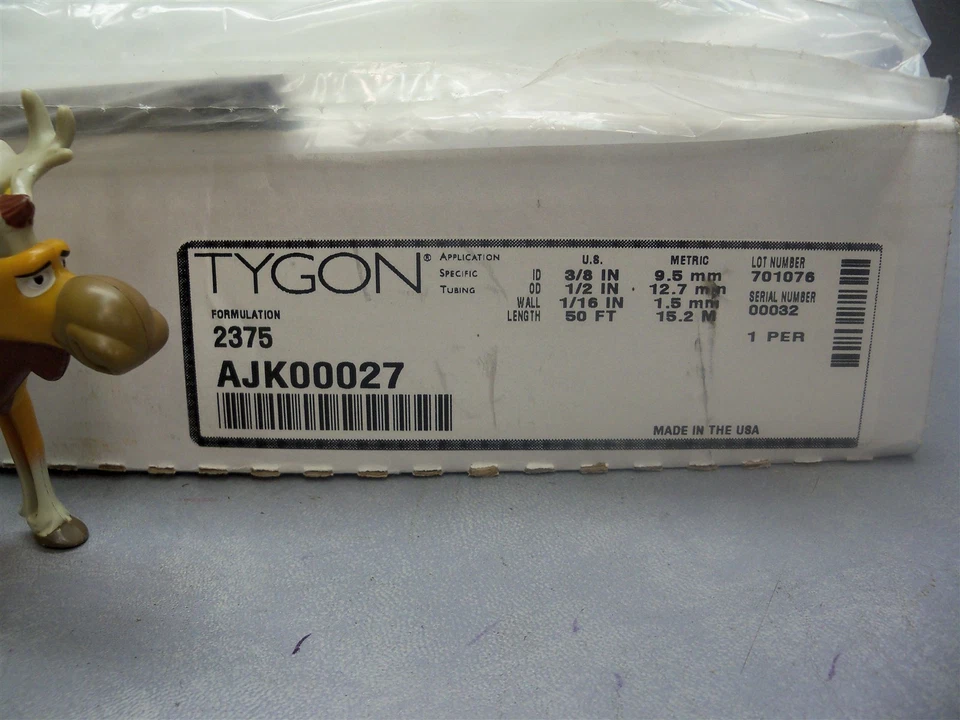 TYGON® APPLICATION
SPECIFIC
TUBING
FORMULATION
2375
AJK00027
U.S. METRIC
ID 3/8 IN 9.5 mm
OD 1/2 IN 12.7 mm
WALL 1/16 IN 1.5 mm
LENGTH 50 FT 15.2 M
LOT NUMBER
701076
SERIAL NUMBER
00032
1 PER
MADE IN THE USA